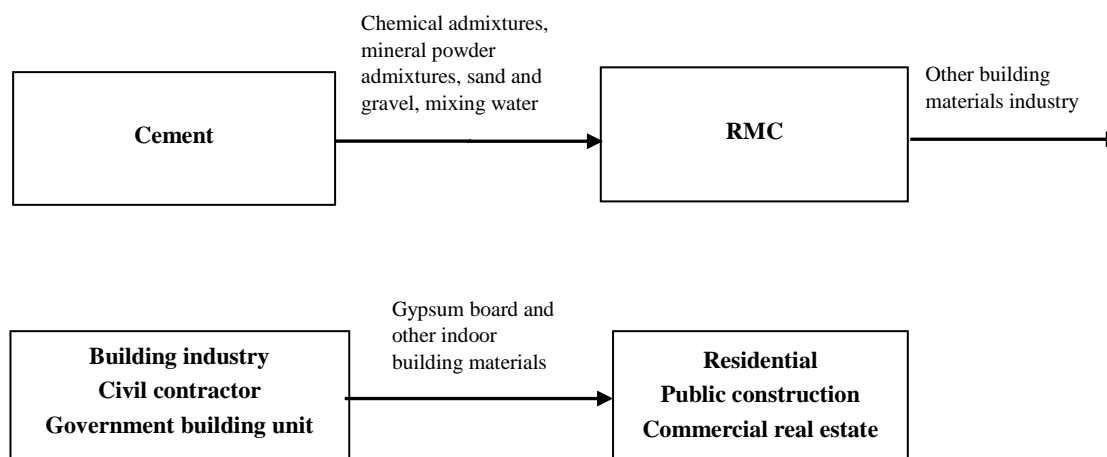 Chemical admixtures,
mineral powder
admixtures, sand and
gravel, mixing water
Cement
RMC
Other building
materials industry
Gypsum board and
other indoor
building materials
Building industry
Civil contractor
Government building unit
Residential
Public construction
Commercial real estate